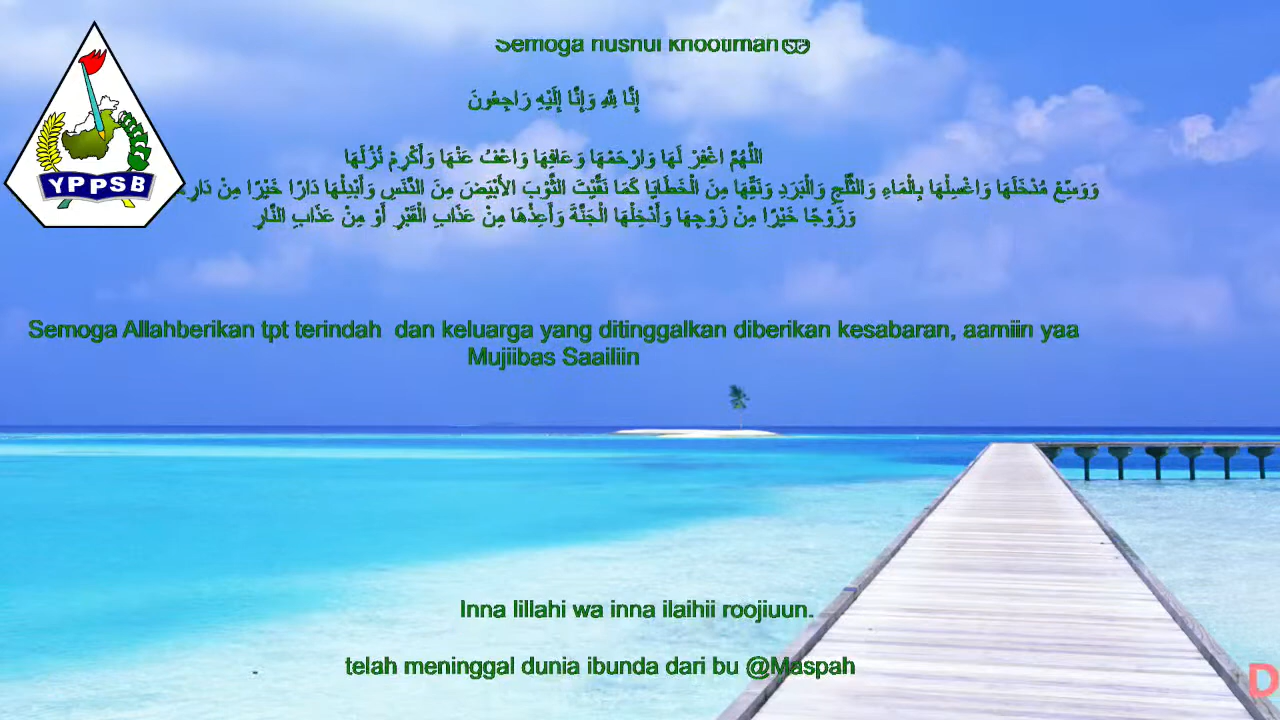 Semoga husnul khootimah
إِنَّا لِلَّهِ وَإِنَّا إِلَيْهِ رَاجِعُونَ
اللَّهُمَّ اغْفِرْ لَهَا وَارْحَمْهَا وَعَافِهَا وَاعْفُ عَنْهَا وَأَكْرِمْ نُزُلَهَا
وَوَسِّعْ مُدْخَلَهَا وَاغْسِلْهَا بِالْمَاءِ وَالثَّلْجِ وَالْبَرَدِ وَنَقِّهَا مِنَ الْخَطَايَا كَمَا نَقَّيْتَ الثَّوْبَ الأَبْيَضَ مِنَ الدَّنَسِ وَأَبْدِلْهَا دَارًا خَيْرًا مِنْ
وَزَوْجًا خَيْرًا مِنْ زَوْجِهَا وَأَدْخِلْهَا الْجَنَّةَ وَأَعِذْهَا مِنْ عَذَابِ الْقَبْرِ أَوْ مِنْ عَذَابِ النَّارِ
YPPSB
Semoga Allahberikan tpt terindah dan keluarga yang ditinggalkan diberikan kesabaran, aamiin yaa
Mujiibas Saailiin
Inna lillahi wa inna ilaihii roojiuun.
telah meninggal dunia ibunda dari bu @Maspah
D